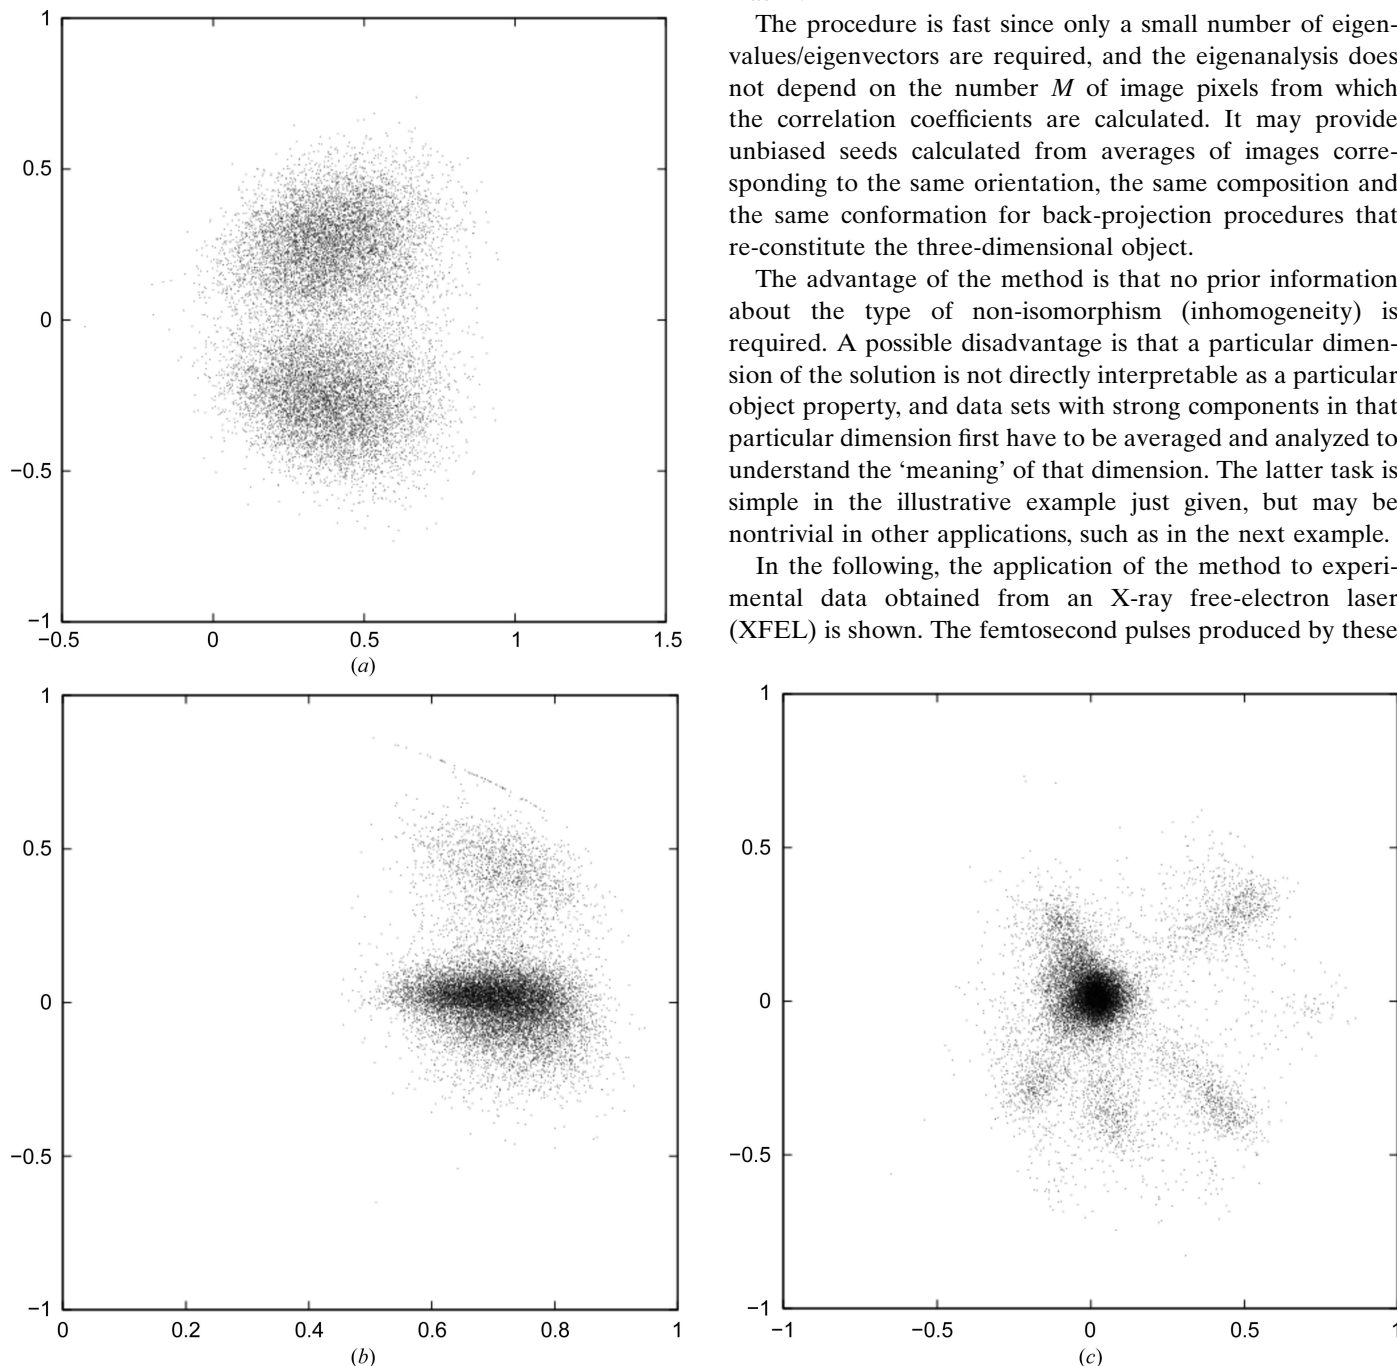 The procedure is fast since only a small number of eigen-
values/eigenvectors are required, and the eigenanalysis does
not depend on the number M of image pixels from which
the correlation coefficients are calculated. It may provide
unbiased seeds calculated from averages of images corre-
sponding to the same orientation, the same composition and
the same conformation for back-projection procedures that
re-constitute the three-dimensional object.
The advantage of the method is that no prior information
about the type of non-isomorphism (inhomogeneity) is
required. A possible disadvantage is that a particular dimen-
sion of the solution is not directly interpretable as a particular
object property, and data sets with strong components in that
particular dimension first have to be averaged and analyzed to
understand the ‘meaning’ of that dimension. The latter task is
simple in the illustrative example just given, but may be
nontrivial in other applications, such as in the next example.
In the following, the application of the method to experi-
mental data obtained from an X-ray free-electron laser
(XFEL) is shown. The femtosecond pulses produced by these
1
0.5
0
−0.5
−1
−0.5 0 0.5 1 1.5
(a)
1
0.5
0
−0.5
−1
0 0.2 0.4 0.6 0.8 1
(b)
1
0.5
0
−0.5
−1
−1 −0.5 0 0.5 1
(c)